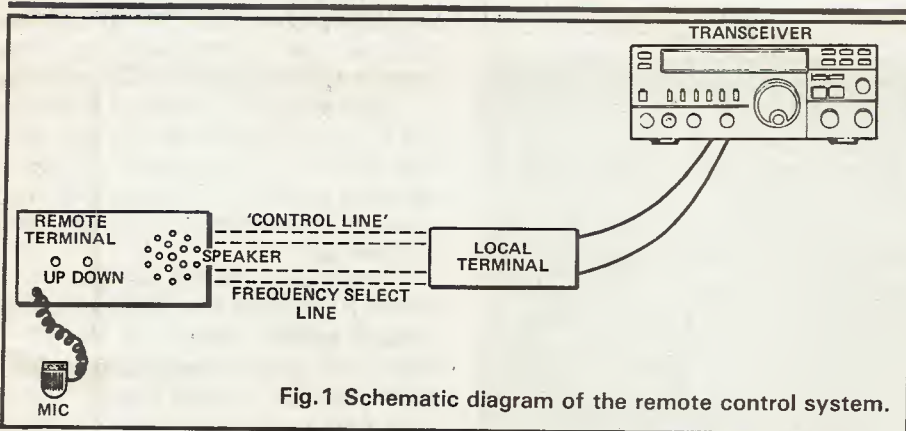 TRANSCEIVER
REMOTE
TERMINAL
UP DOWN
SPEAKER
'CONTROL LINE'
FREQUENCY SELECT
LINE
LOCAL
TERMINAL
MIC
Fig.1 Schematic diagram of the remote control system.